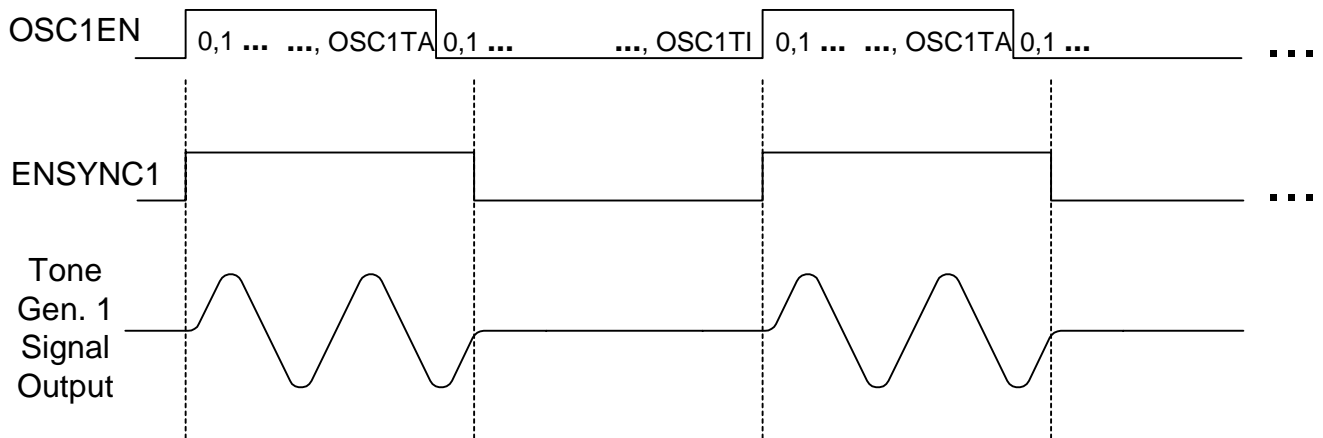 OSC1EN
0,1 ... ..., OSC1TA 0,1 ... ..., OSC1TI 0,1 ... ..., OSC1TA 0,1 ... ...
ENSYNC1 ...
Tone
Gen. 1
Signal
Output